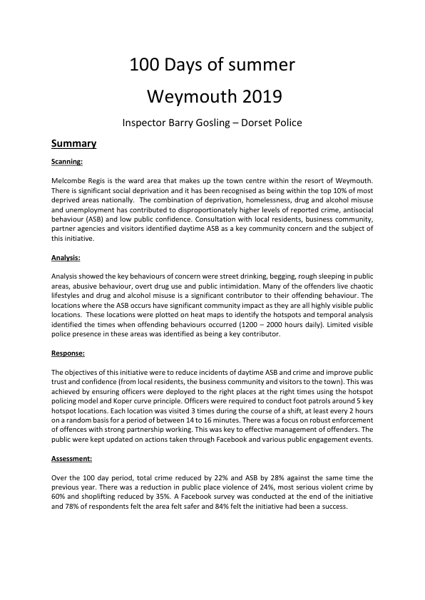 100 Days of summer
Weymouth 2019
Inspector Barry Gosling – Dorset Police
Summary
Scanning:
Melcombe Regis is the ward area that makes up the town centre within the resort of Weymouth.
There is significant social deprivation and it has been recognised as being within the top 10% of most
deprived areas nationally.  The combination of deprivation, homelessness, drug and alcohol misuse
and unemployment has contributed to disproportionately higher levels of reported crime, antisocial
behaviour (ASB) and low public confidence. Consultation with local residents, business community,
partner agencies and visitors identified daytime ASB as a key community concern and the subject of
this initiative.
Analysis:
Analysis showed the key behaviours of concern were street drinking, begging, rough sleeping in public
areas, abusive behaviour, overt drug use and public intimidation. Many of the offenders live chaotic
lifestyles and drug and alcohol misuse is a significant contributor to their offending behaviour. The
locations where the ASB occurs have significant community impact as they are all highly visible public
locations.  These locations were plotted on heat maps to identify the hotspots and temporal analysis
identified the times when offending behaviours occurred (1200 – 2000 hours daily). Limited visible
police presence in these areas was identified as being a key contributor.
Response:
The objectives of this initiative were to reduce incidents of daytime ASB and crime and improve public
trust and confidence (from local residents, the business community and visitors to the town). This was
achieved by ensuring officers were deployed to the right places at the right times using the hotspot
policing model and Koper curve principle. Officers were required to conduct foot patrols around 5 key
hotspot locations. Each location was visited 3 times during the course of a shift, at least every 2 hours
on a random basis for a period of between 14 to 16 minutes. There was a focus on robust enforcement
of offences with strong partnership working. This was key to effective management of offenders. The
public were kept updated on actions taken through Facebook and various public engagement events.
Assessment:
Over the 100 day period, total crime reduced by 22% and ASB by 28% against the same time the
previous year. There was a reduction in public place violence of 24%, most serious violent crime by
60% and shoplifting reduced by 35%. A Facebook survey was conducted at the end of the initiative
and 78% of respondents felt the area felt safer and 84% felt the initiative had been a success.